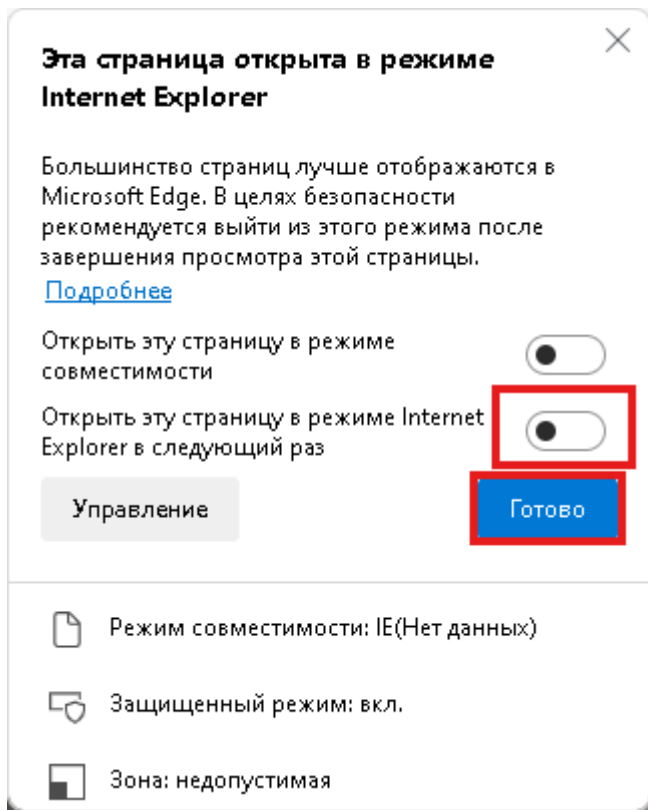 Эта страница открыта в режиме
Internet Explorer
Большинство страниц лучше отображаются в
Microsoft Edge. В целях безопасности
рекомендуется выйти из этого режима после
завершения просмотра этой страницы.
Подробнее
Открыть эту страницу в режиме
совместимости
Открыть эту страницу в режиме Internet
Explorer в следующий раз
Управление
Готово
Режим совместимости: IE(Нет данных)
Защищенный режим: вкл.
Зона: недопустимая